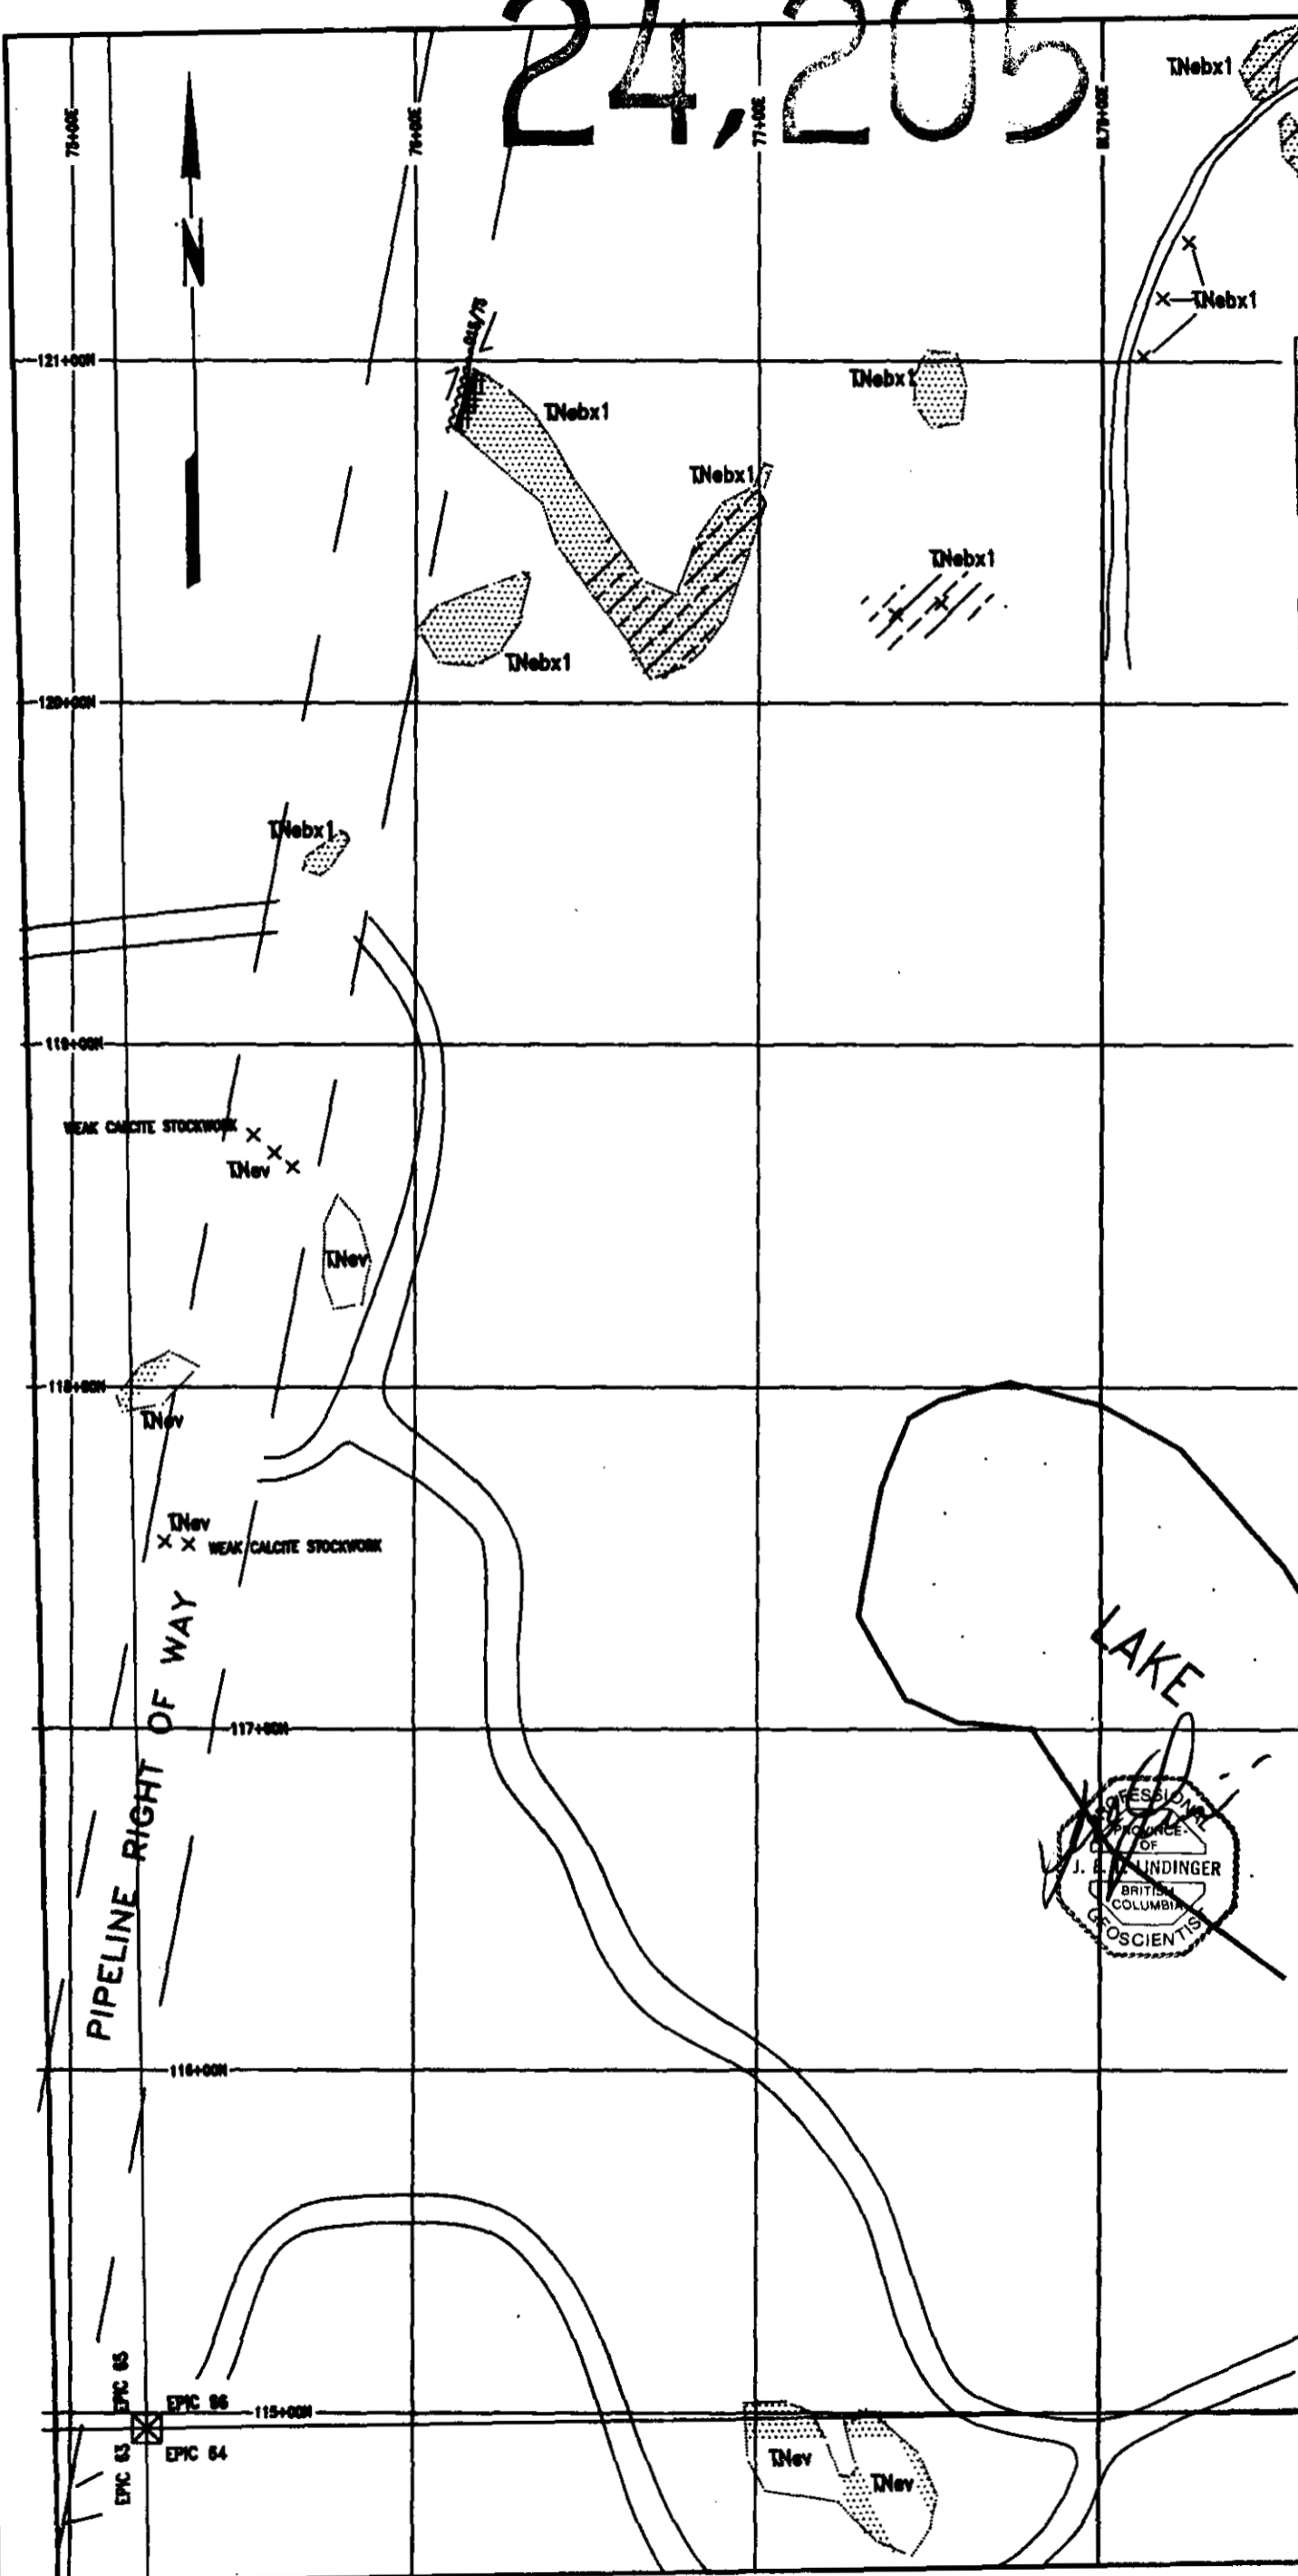 24,205
75+00E
76+00E
77+00E
BL78+00E
TNebx1
N
015/75
TNebx1
121+00N
TNebx1
TNebx1
TNebx1
TNebx1
TNebx1
120+00N
TNebx1
119+00N
WEAK CALCITE STOCKWORK
TNev
TNev
118+00N
TNev
TNev
WEAK CALCITE STOCKWORK
LAKE
PIPELINE RIGHT OF WAY
117+00N
PROFESSIONAL
PROVINCE
OF
J. E. L. LINDINGER
BRITISH
COLUMBIA
GEOSCIENTIST
116+00N
EPIC 65
EPIC 66
115+00N
EPIC 63
EPIC 64
TNev
TNev